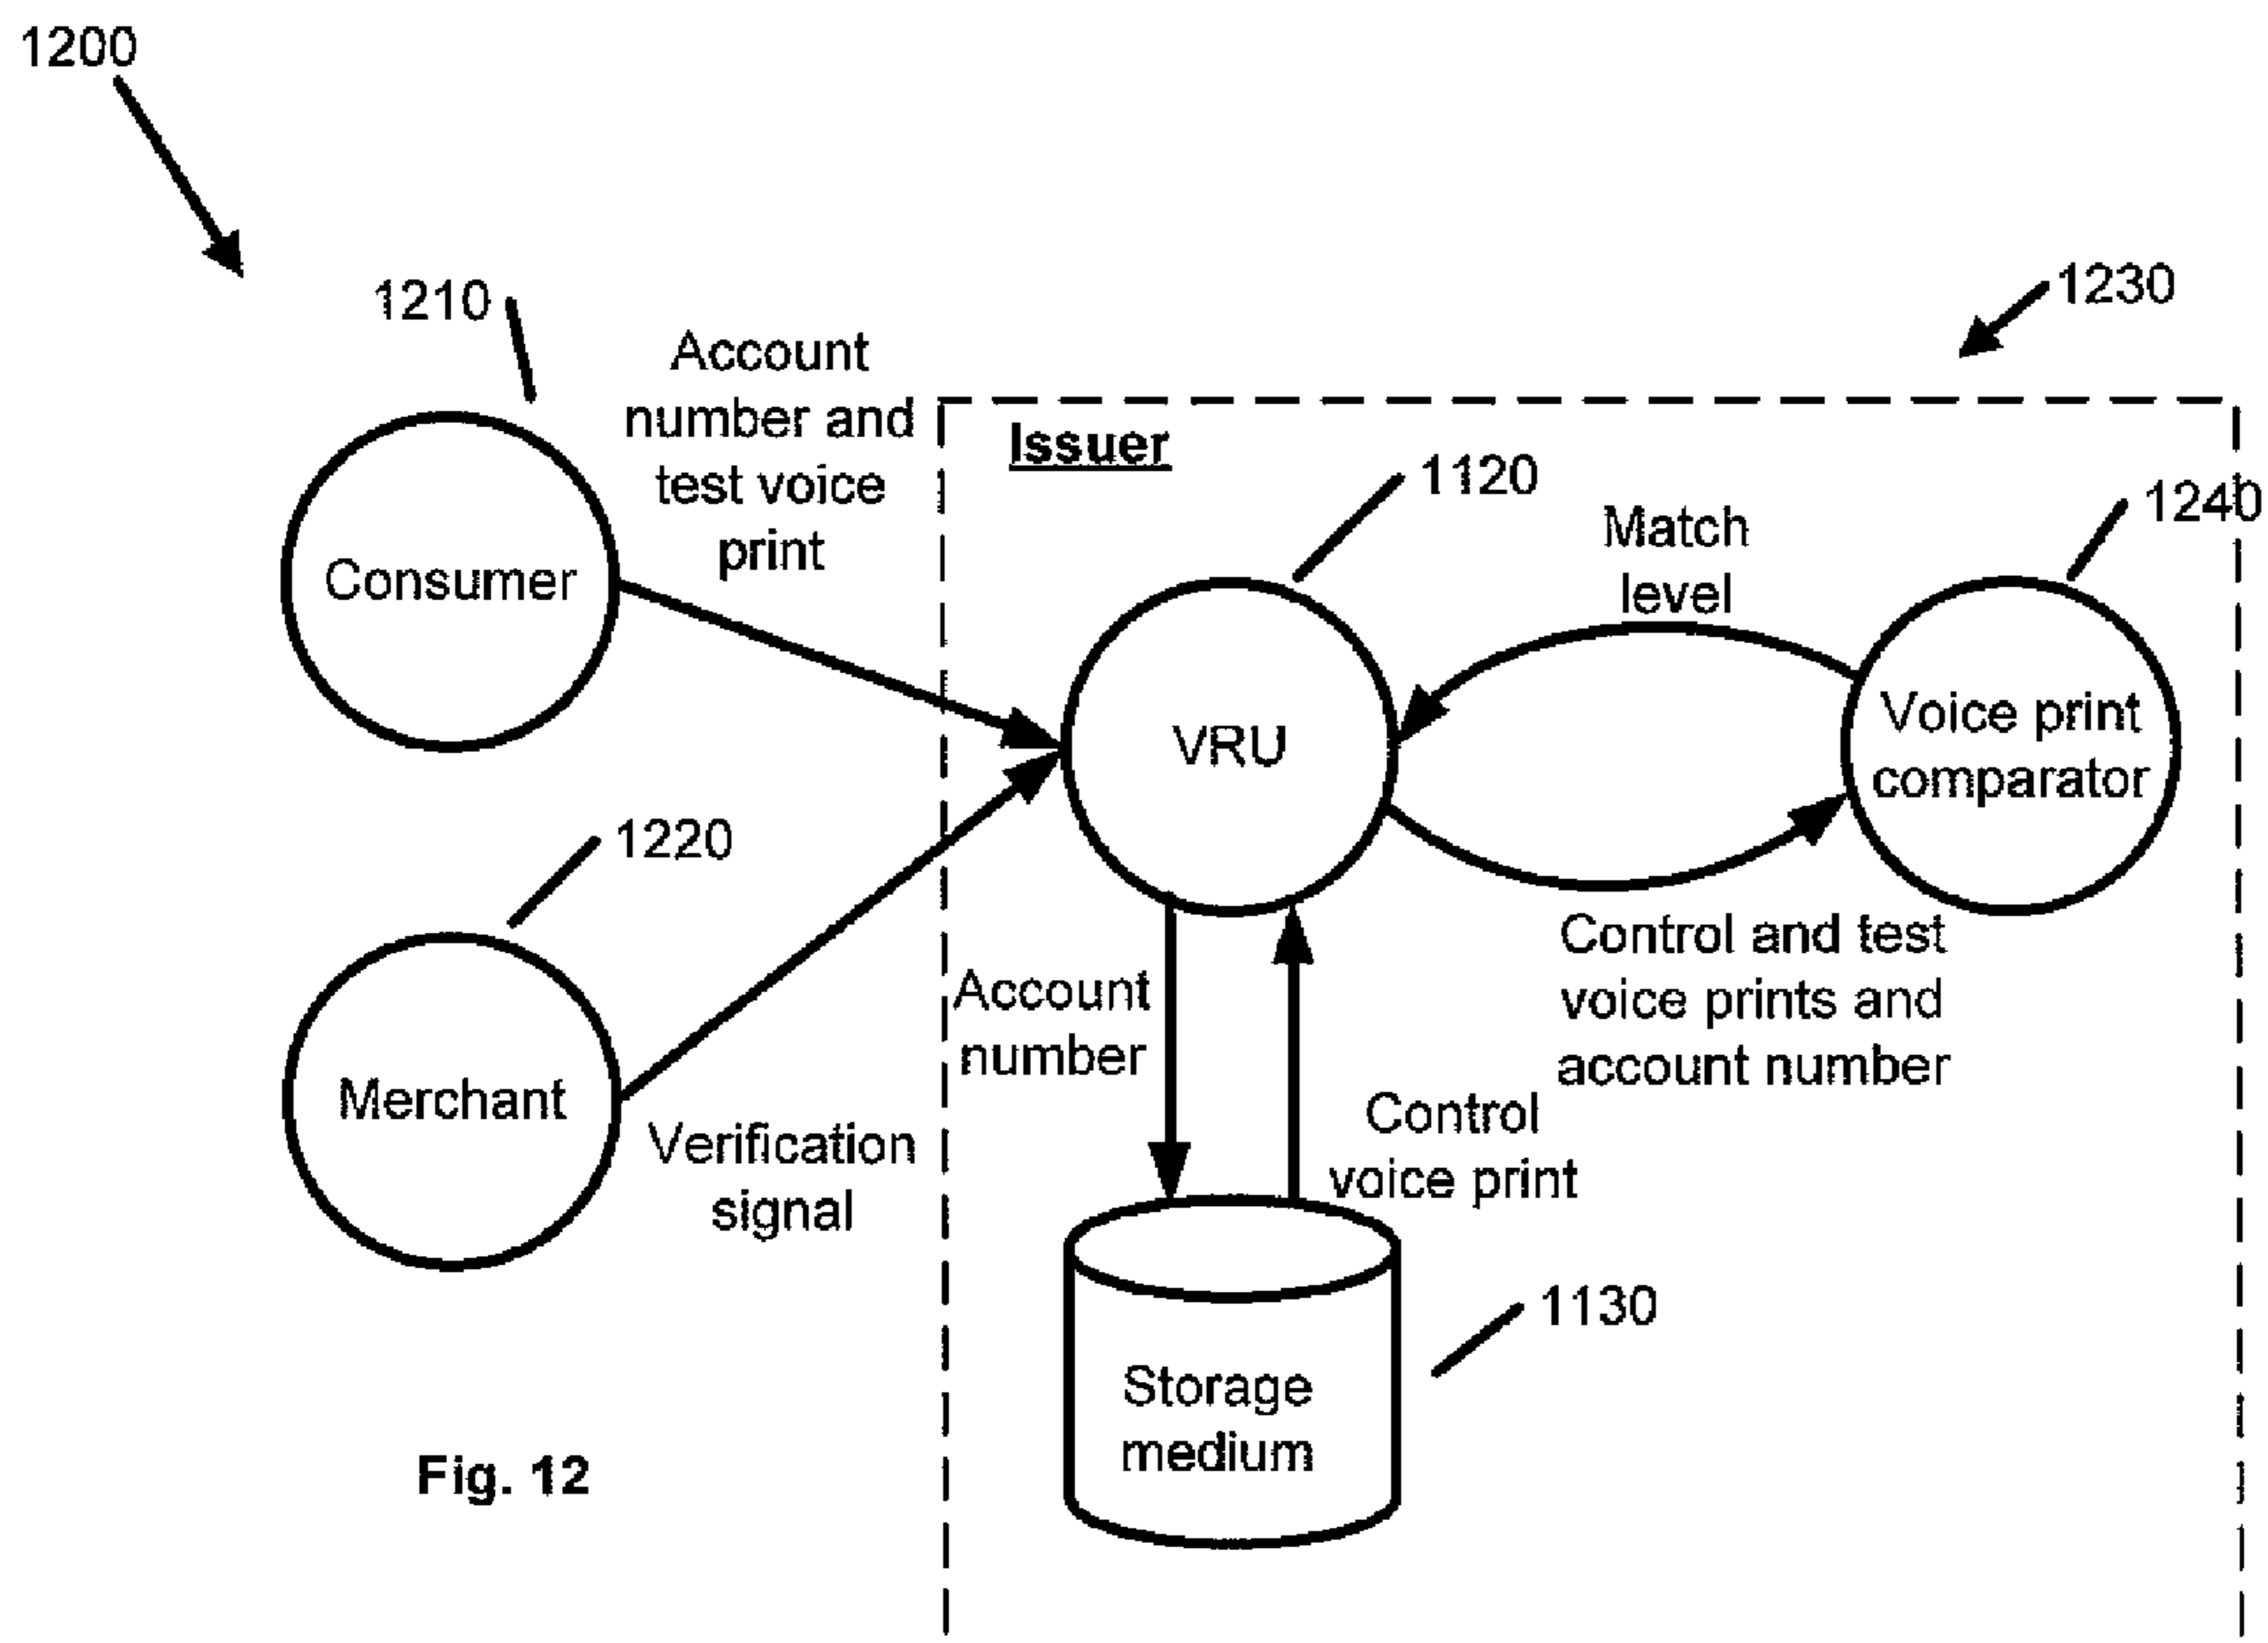 1200
1210
1230
Account
number and
test voice
print
Issuer
1120
1240
Match
level
Consumer
VRU
Voice print
comparator
1220
Control and test
voice prints and
account number
Account
number
Merchant
Verification
signal
Control
voice print
1130
Storage
medium
Fig. 12